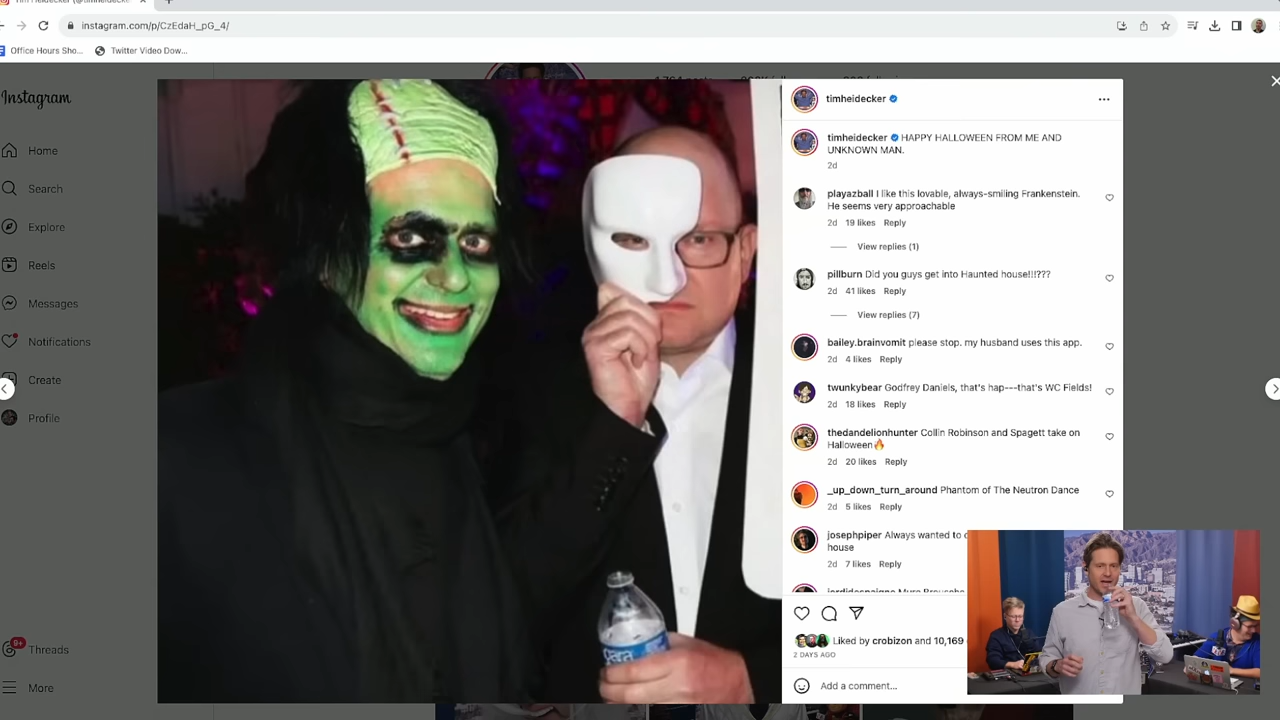 Tim Heidecker (@timheidecke
instagram.com/p/CzEdaH_pG_4/
Office Hours Sho...
Twitter Video Dow...
Instagram
Home
Search
Explore
Reels
Messages
Notifications
Create
Profile
9+
Threads
More
timheidecker
timheidecker HAPPY HALLOWEEN FROM ME AND
UNKNOWN MAN.
2d
playazball I like this lovable, always-smiling Frankenstein.
He seems very approachable
2d 19 likes Reply
View replies (1)
pillburn Did you guys get into Haunted house!!!???
2d 41 likes Reply
View replies (7)
bailey.brainvomit please stop. my husband uses this app.
2d 4 likes Reply
twunkybear Godfrey Daniels, that's hap---that's WC Fields!
2d 18 likes Reply
thedandelionhunter Collin Robinson and Spagett take on
Halloween🔥
2d 20 likes Reply
_up_down_turn_around Phantom of The Neutron Dance
2d 5 likes Reply
josephpiper Always wanted to
house
2d 7 likes Reply
Liked by crobizon and 10,169
2 DAYS AGO
Add a comment...